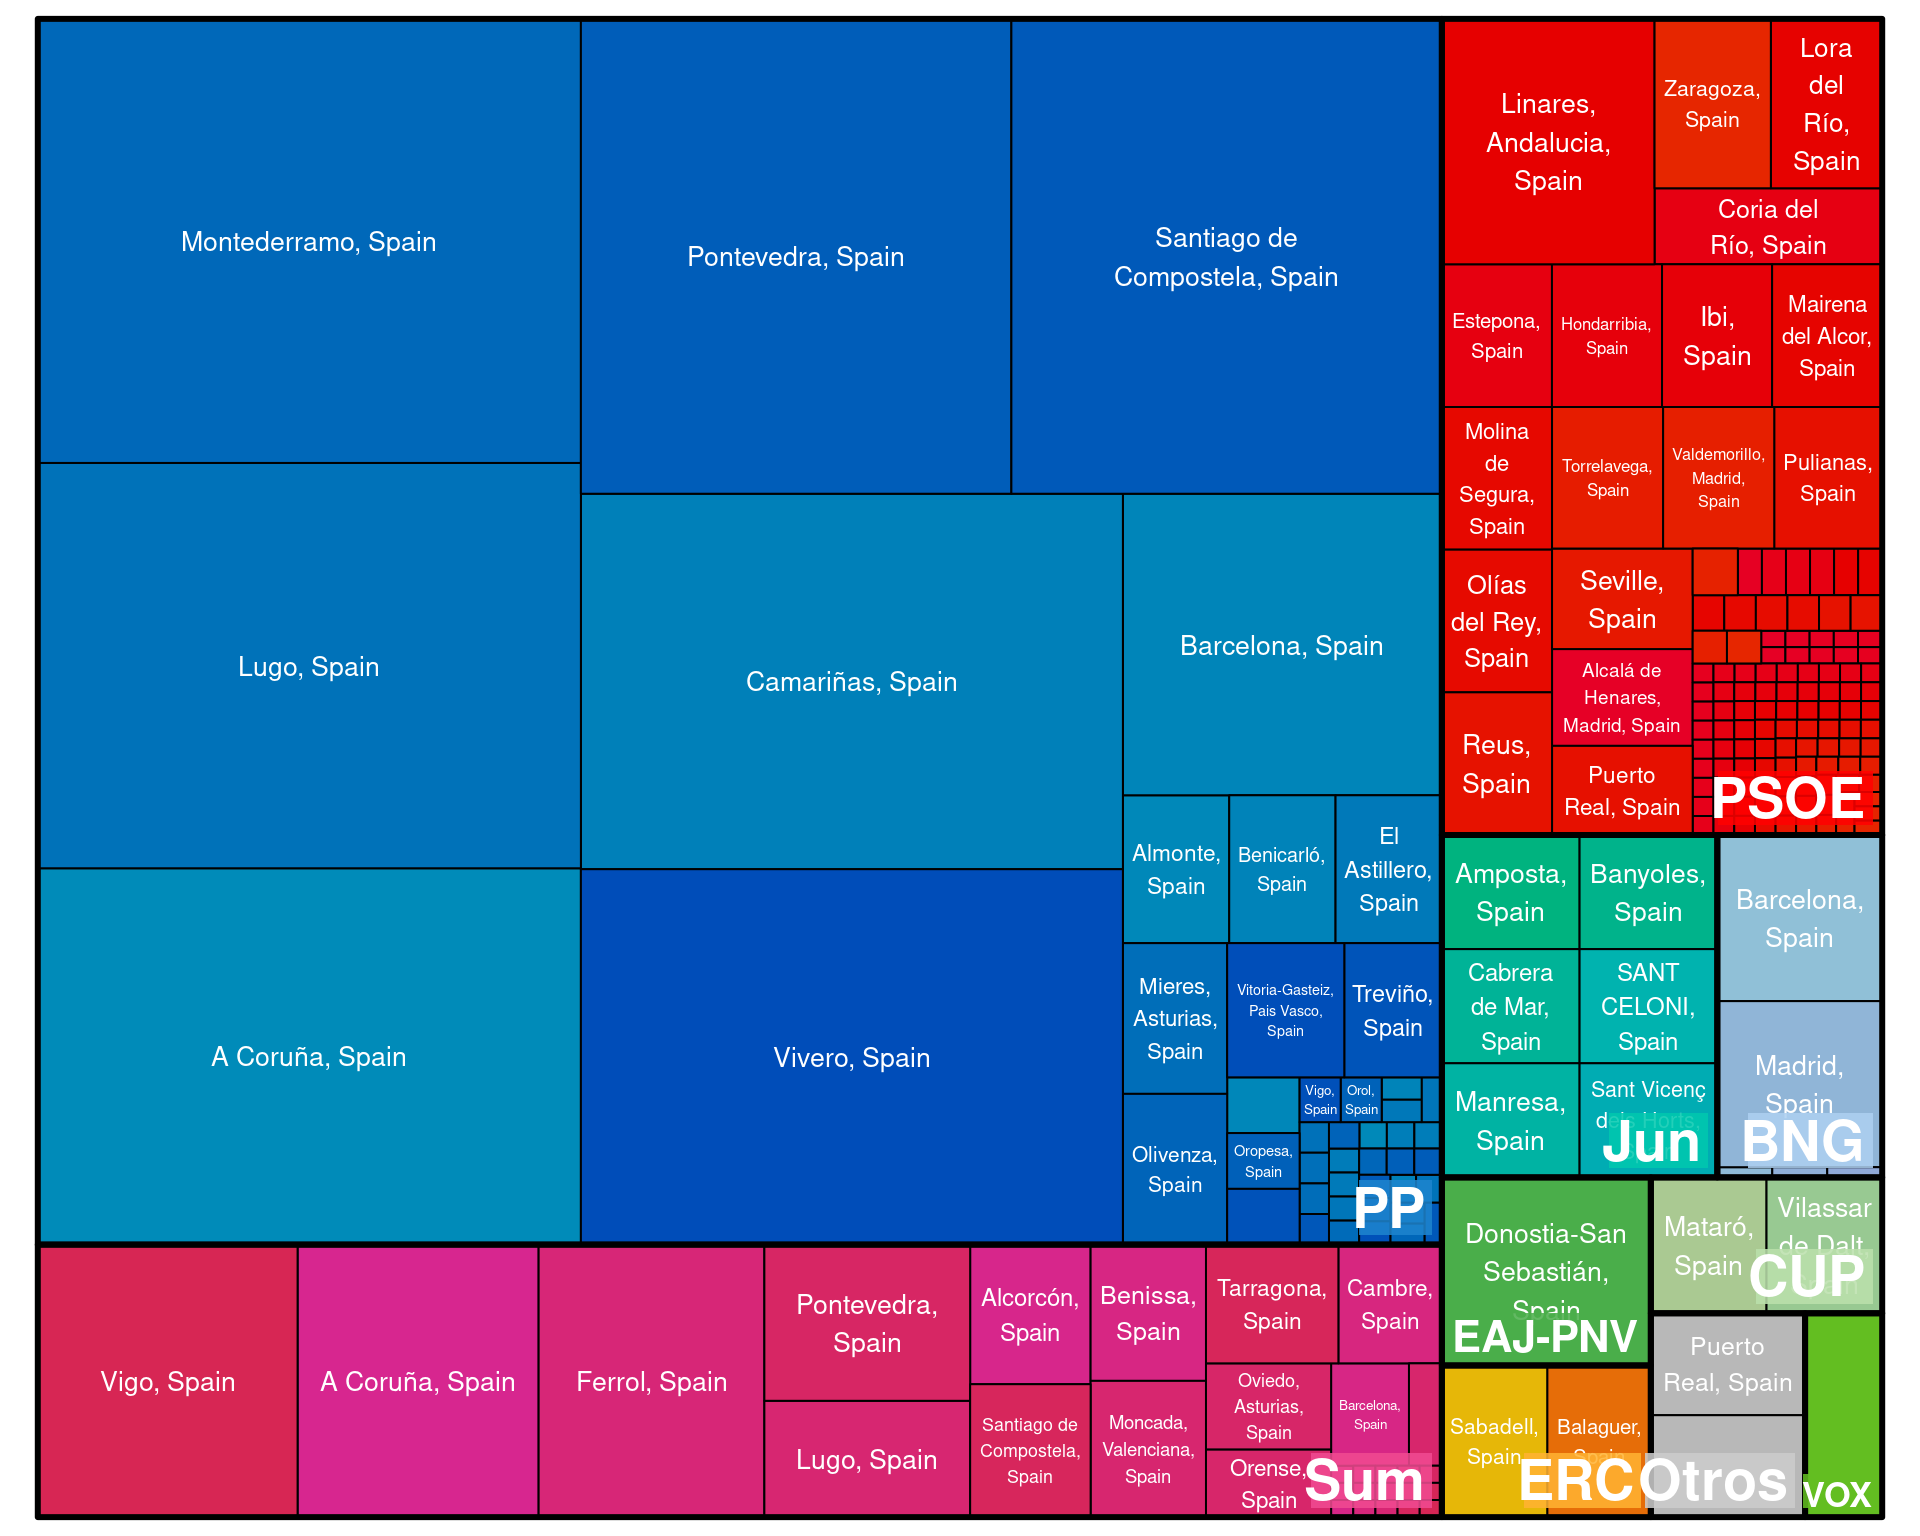 Montederramo, Spain
Lugo, Spain
A Coruña, Spain
Pontevedra, Spain
Santiago de
Compostela, Spain
Camariñas, Spain
Vivero, Spain
Barcelona, Spain
Almonte,
Spain
Benicarló,
Spain
El
Astillero,
Spain
Mieres,
Asturias,
Spain
Olivenza,
Spain
Vitoria-Gasteiz,
Pais Vasco,
Spain
Treviño,
Spain
Vigo,
Spain
Orol,
Spain
Oropesa,
Spain
PP
Linares,
Andalucia,
Spain
Zaragoza,
Spain
Lora
del
Río,
Spain
Coria del
Río, Spain
Estepona,
Spain
Hondarribia,
Spain
Ibi,
Spain
Mairena
del Alcor,
Spain
Molina
de
Segura,
Spain
Torrelavega,
Spain
Valdemorillo,
Madrid,
Spain
Pulianas,
Spain
Olías
del Rey,
Spain
Seville,
Spain
Alcalá de
Henares,
Madrid, Spain
Reus,
Spain
Puerto
Real, Spain
PSOE
Amposta,
Spain
Banyoles,
Spain
Cabrera
de Mar,
Spain
SANT
CELONI,
Spain
Manresa,
Spain
Sant Vicenç
dels Horts,
Jun
Barcelona,
Spain
Madrid,
Spain
BNG
Donostia-San
Sebastián,
Spain
EAJ-PNV
Mataró,
Spain
Vilassar
de Dalt,
Spain
CUP
Sabadell,
Spain
Balaguer,
Spain
ERC
Puerto
Real, Spain
Otros
VOX
Vigo, Spain
A Coruña, Spain
Ferrol, Spain
Pontevedra,
Spain
Lugo, Spain
Alcorcón,
Spain
Santiago de
Compostela,
Spain
Benissa,
Spain
Moncada,
Valenciana,
Spain
Tarragona,
Spain
Cambre,
Spain
Oviedo,
Asturias,
Spain
Barcelona,
Spain
Orense,
Spain
Sum